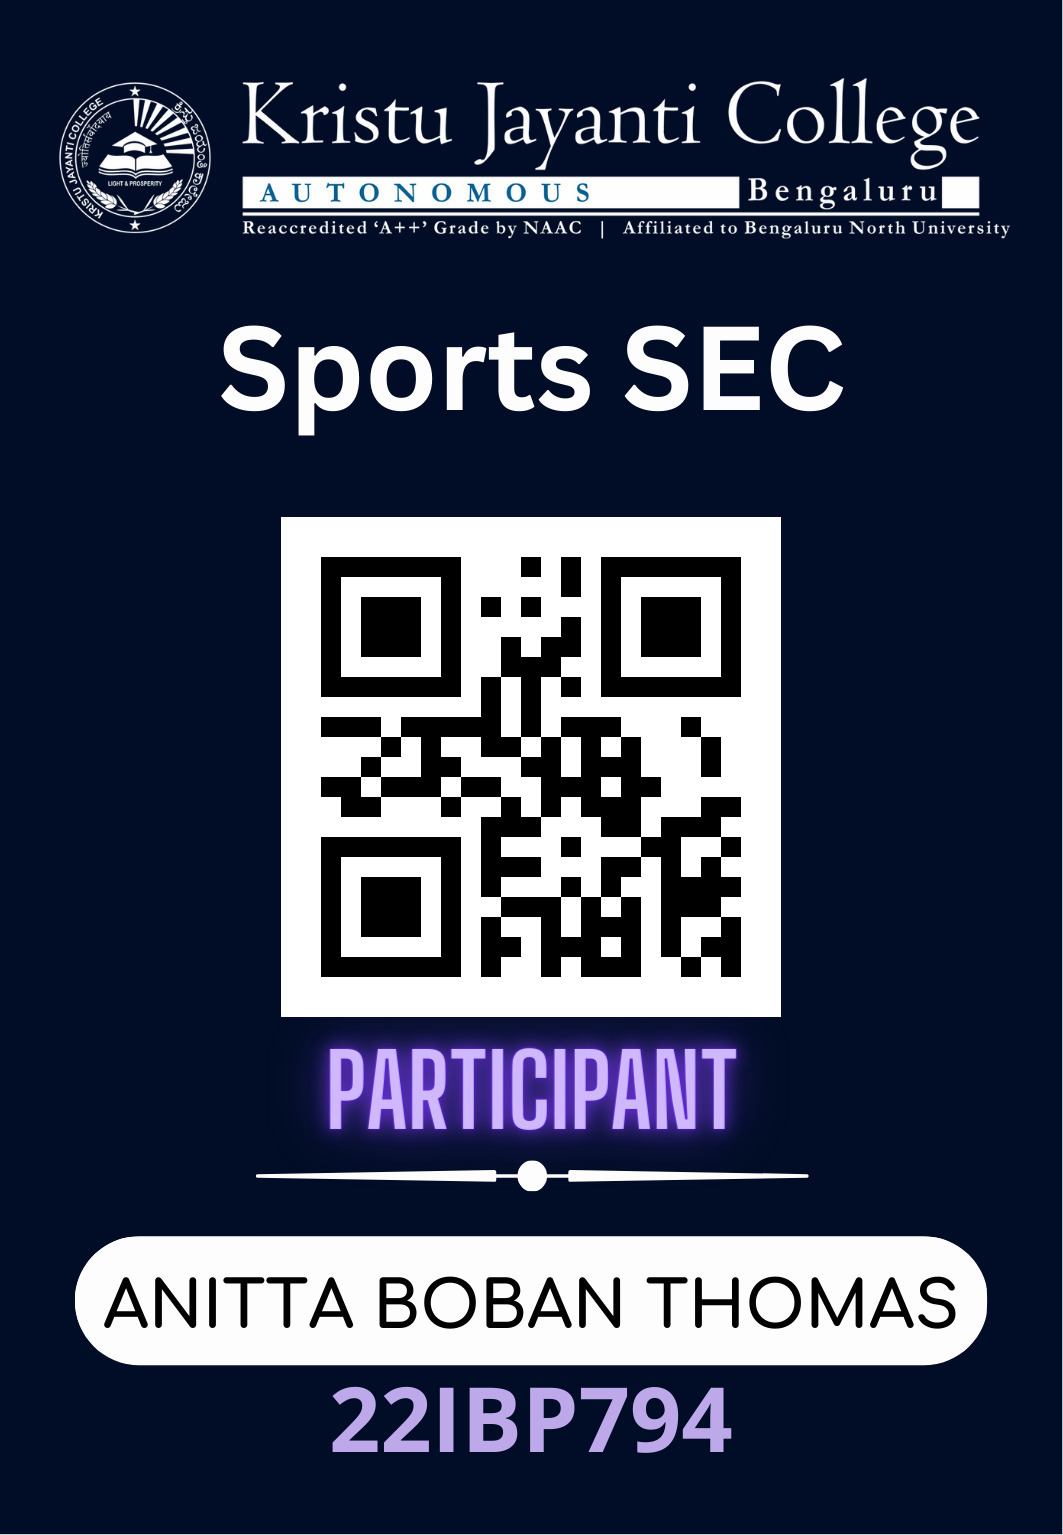 KRISTU JAYANTI COLLEGE
ज्योतिसंवाद्याय
ಕ್ರಿಸ್ತು ಜಯಂತಿ ಕಾಲೇಜು
LIGHT & PROSPERITY
Kristu Jayanti College
AUTONOMOUS Bengaluru
Reaccredited ‘A++’ Grade by NAAC | Affiliated to Bengaluru North University
Sports SEC
PARTICIPANT
ANITTA BOBAN THOMAS
22IBP794